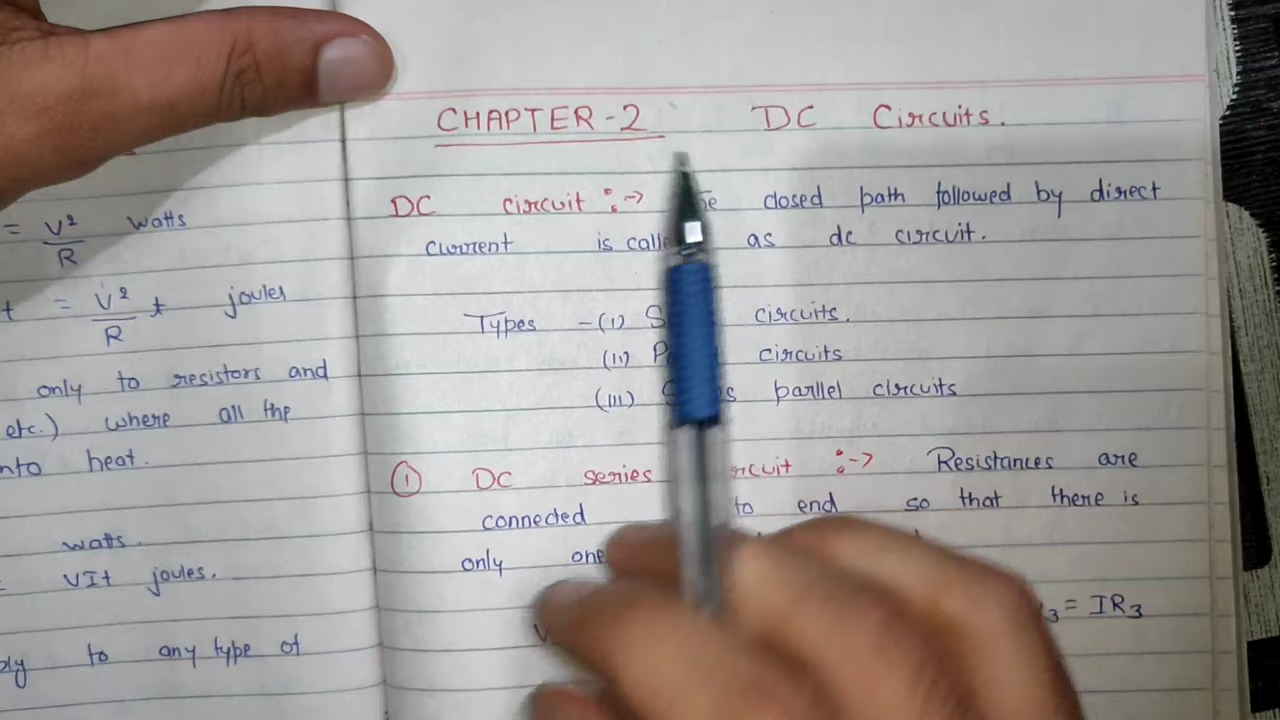 = V²/R watts
t = V²/R t joules
only to resistors and
etc.) where all the
nto heat.
watts.
= VIt joules.
ply to any type of
CHAPTER-2 DC Circuits.
DC circuit :→ closed path followed by direct
current is as dc circuit.
Types -(i) circuits.
(ii) circuits
(iii) parllel circuits
① DC series :→ Resistances are
connected to end so that there is
only one
= IR₃